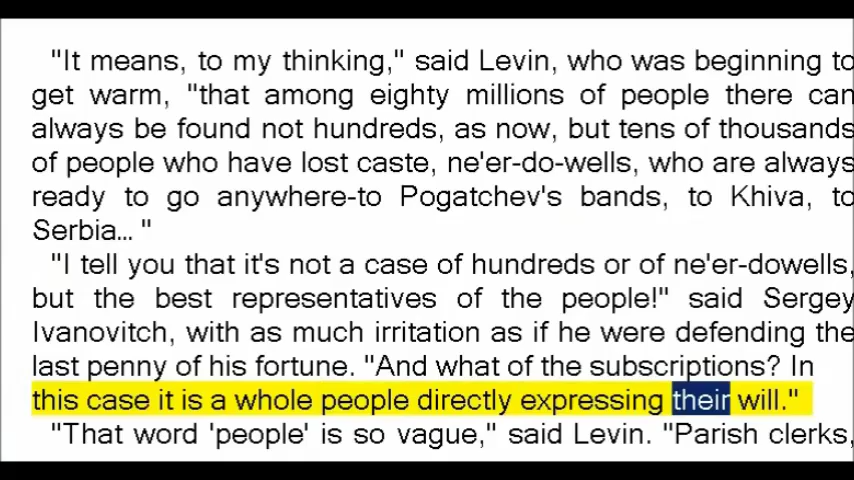 "It means, to my thinking," said Levin, who was beginning to
get warm, "that among eighty millions of people there can
always be found not hundreds, as now, but tens of thousands
of people who have lost caste, ne'er-do-wells, who are always
ready to go anywhere-to Pogatchev's bands, to Khiva, to
Serbia... "
"I tell you that it's not a case of hundreds or of ne'er-dowells,
but the best representatives of the people!" said Sergey
Ivanovitch, with as much irritation as if he were defending the
last penny of his fortune. "And what of the subscriptions? In
this case it is a whole people directly expressing their will."
"That word 'people' is so vague," said Levin. "Parish clerks,